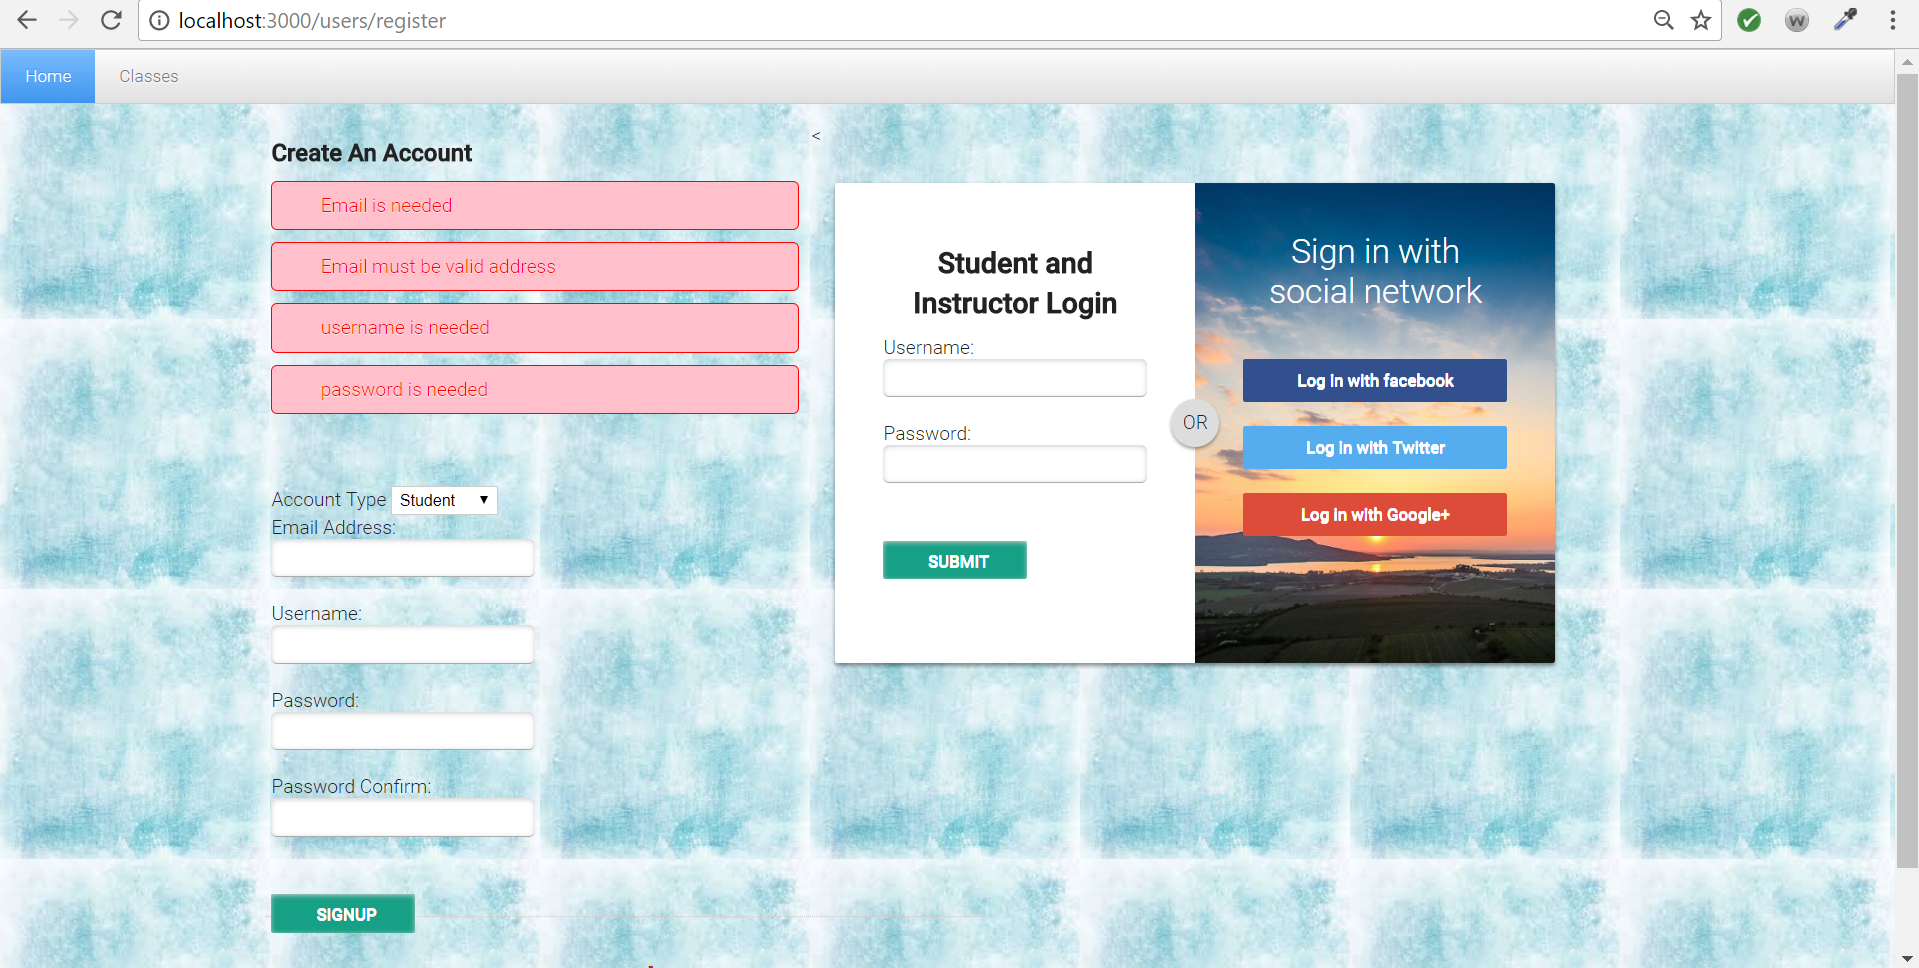 localhost:3000/users/register
W
Home
Classes
<
Create An Account
Email is needed
Email must be valid address
username is needed
password is needed
Account Type Student
Email Address:
Username:
Password:
Password Confirm:
SIGNUP
Student and
Instructor Login
Username:
Password:
SUBMIT
OR
Sign in with
social network
Log in with facebook
Log in with Twitter
Log in with Google+